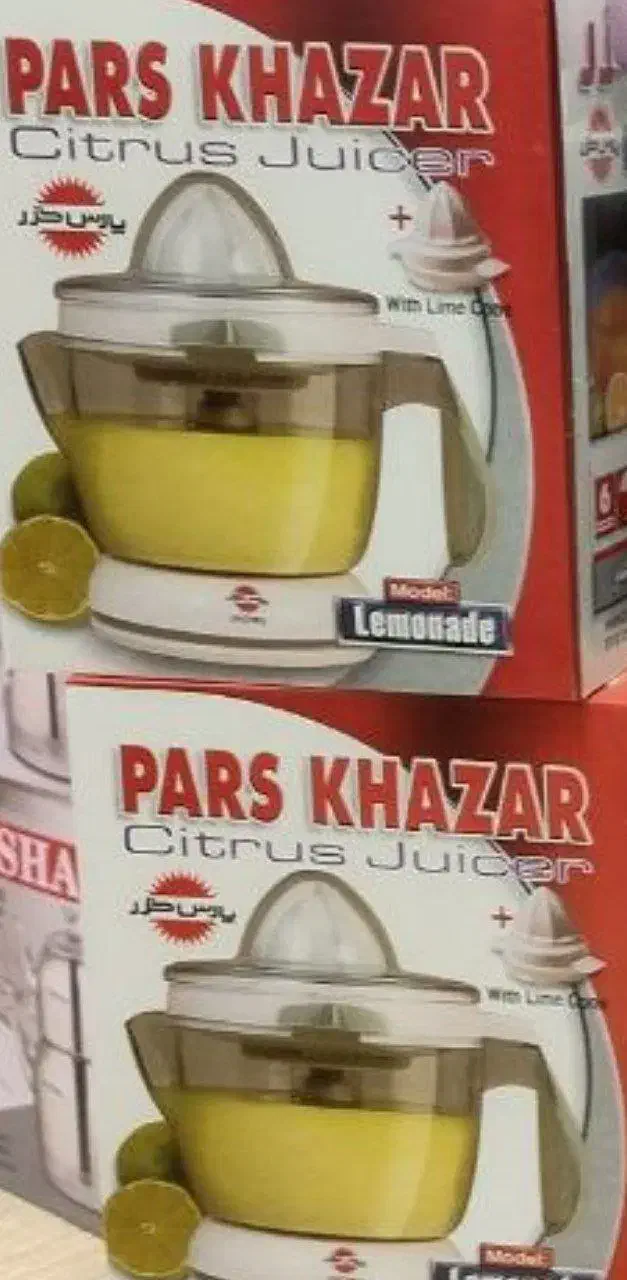 PARS KHAZAR
Citrus Juicer
پارس خزر
+
With Lime Cone
Model:
Lemonade
6
PARS KHAZAR
Citrus Juicer
SHA
پارس خزر
+
With Lime Cone
Model: